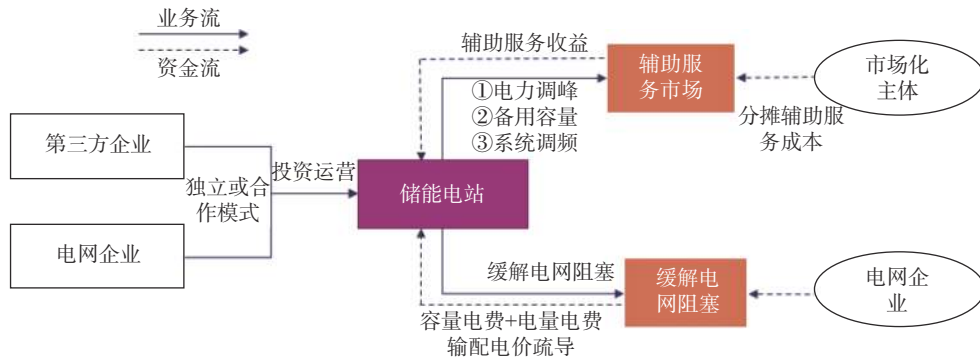 业务流
资金流
辅助服务收益
①电力调峰
②备用容量
③系统调频
辅助服
务市场
市场化
主体
分摊辅助服
务成本
第三方企业
独立或合
作模式
电网企业
投资运营
储能电站
缓解电网阻塞
容量电费+电量电费
输配电价疏导
缓解电
网阻塞
电网企
业